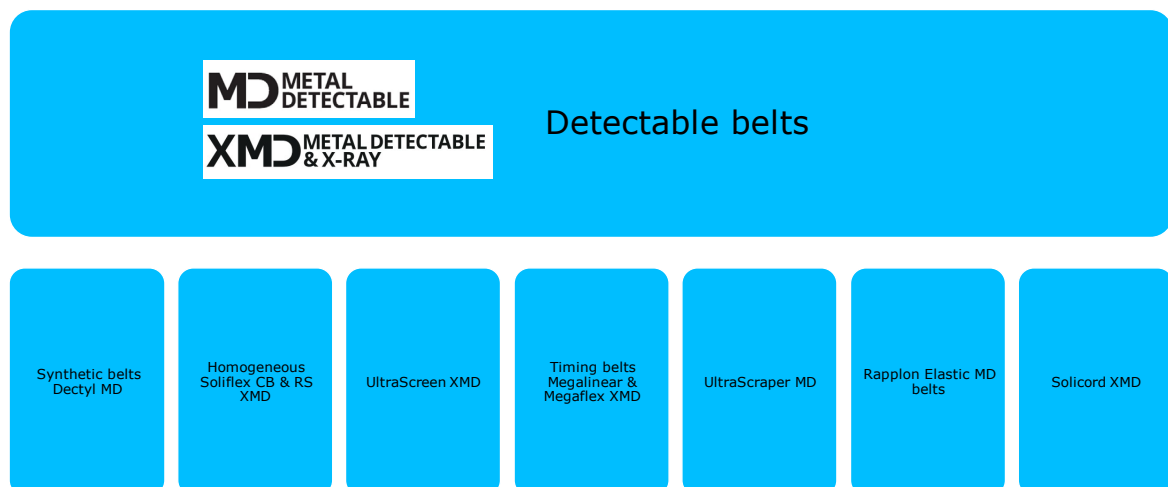 MD METAL
DETECTABLE
XMD METAL DETECTABLE
& X-RAY
Detectable belts
Synthetic belts
Dectyl MD
Homogeneous
Soliflex CB & RS
XMD
UltraScreen XMD
Timing belts
Megalinear &
Megaflex XMD
UltraScraper MD
Rapplon Elastic MD
belts
Solicord XMD